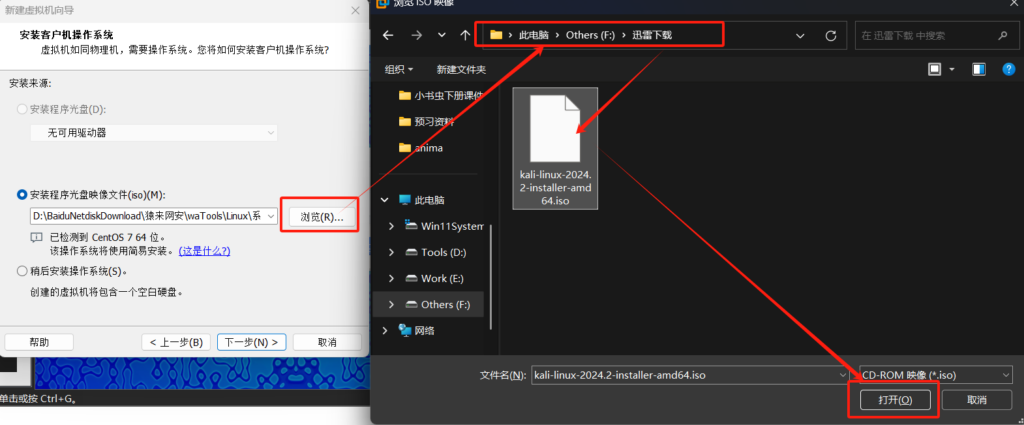 新建虚拟机向导
安装客户机操作系统
虚拟机如同物理机，需要操作系统。您将如何安装客户机操作系统?
安装来源:
安装程序光盘(D):
无可用驱动器
安装程序光盘映像文件(iso)(M):
D:\BaiduNetdiskDownload\猿来网安\waTools\Linux\系
浏览(R)...
已检测到 CentOS 7 64 位。
该操作系统将使用简易安装。(这是什么?)
稍后安装操作系统(S)。
创建的虚拟机将包含一个空白硬盘。
帮助
< 上一步(B)
下一步(N) >
取消
单击或按 Ctrl+G。
浏览 ISO 映像
此电脑 > Others (F:) > 迅雷下载
在 迅雷下载 中搜索
组织
新建文件夹
小书虫下册课件
预习资料
anima
此电脑
Win11System
Tools (D:)
Work (E:)
Others (F:)
网络
kali-linux-2024.
2-installer-amd
64.iso
文件名(N):
kali-linux-2024.2-installer-amd64.iso
CD-ROM 映像 (*.iso)
打开(O)
取消